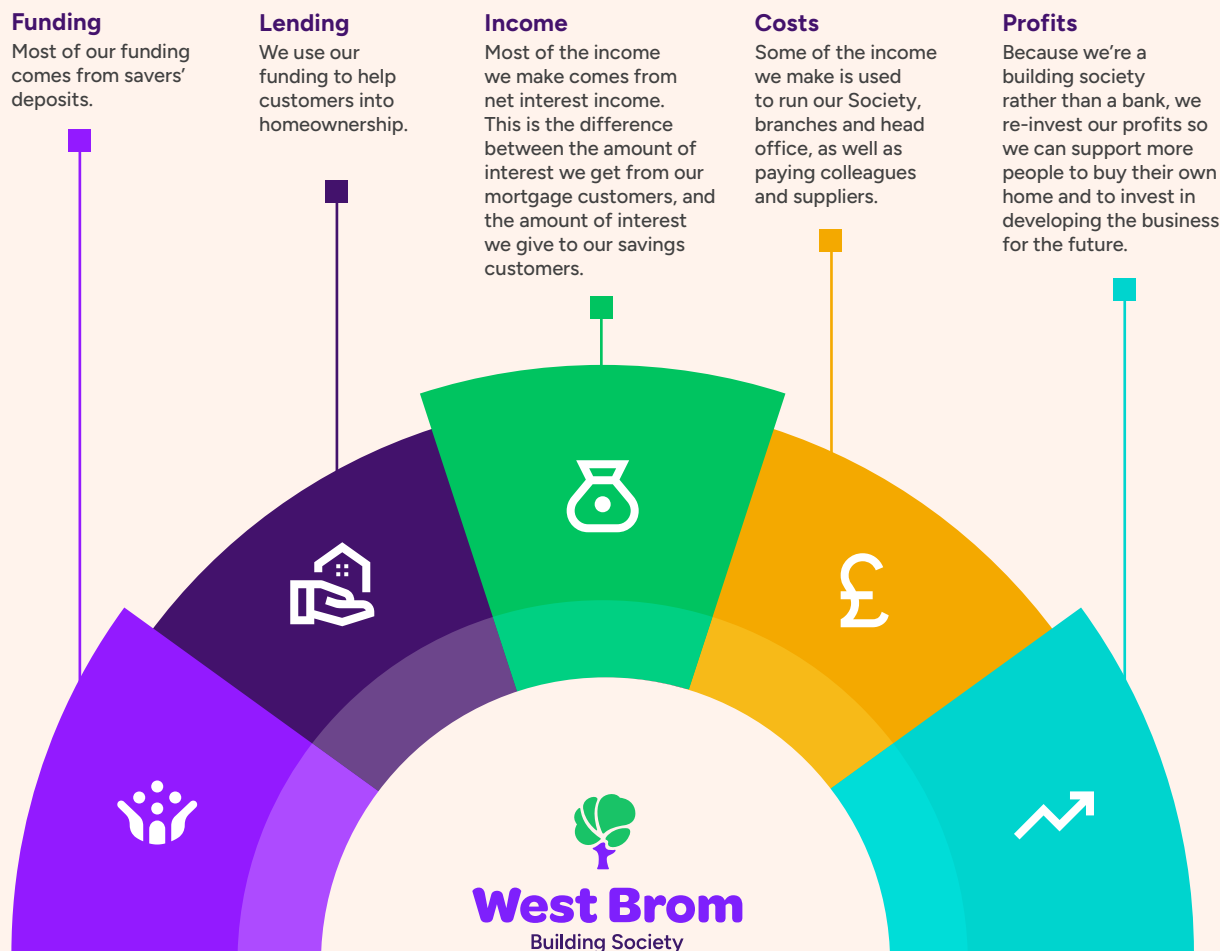 Funding
Most of our funding
comes from savers’
deposits.
Lending
We use our
funding to help
customers into
homeownership.
Income
Most of the income
we make comes from
net interest income.
This is the difference
between the amount of
interest we get from our
mortgage customers, and
the amount of interest
we give to our savings
customers.
Costs
Some of the income
we make is used
to run our Society,
branches and head
office, as well as
paying colleagues
and suppliers.
Profits
Because we’re a
building society
rather than a bank, we
re-invest our profits so
we can support more
people to buy their own
home and to invest in
developing the business
for the future.
£
West Brom
Building Society